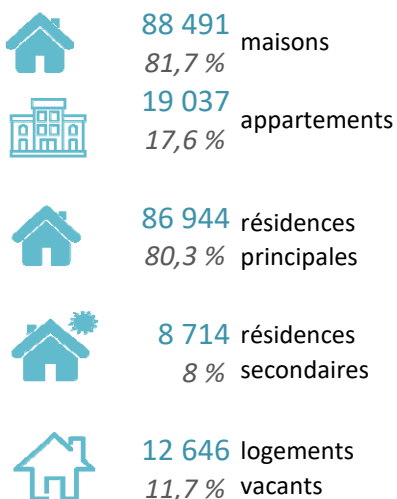 88 491 maisons
81,7 %
19 037 appartements
17,6 %
86 944 résidences
80,3 % principales
8 714 résidences
8 % secondaires
12 646 logements
11,7 % vacants